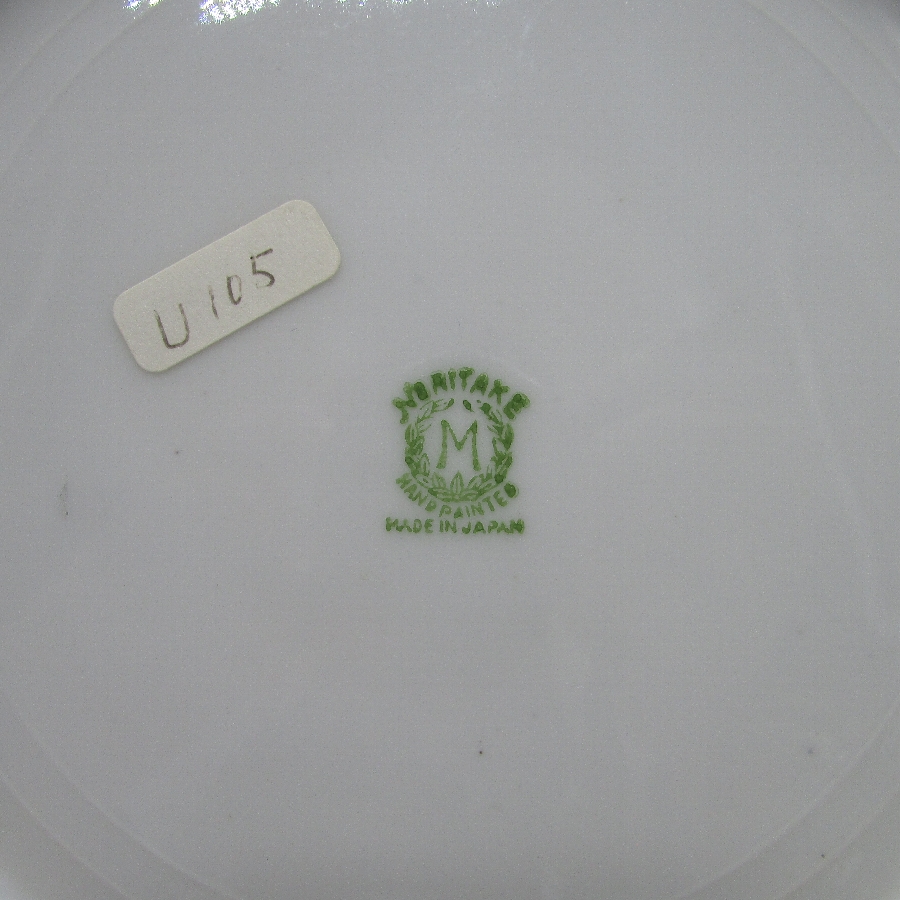 U 105
NORITAKE
M
HAND PAINTED
MADE IN JAPAN